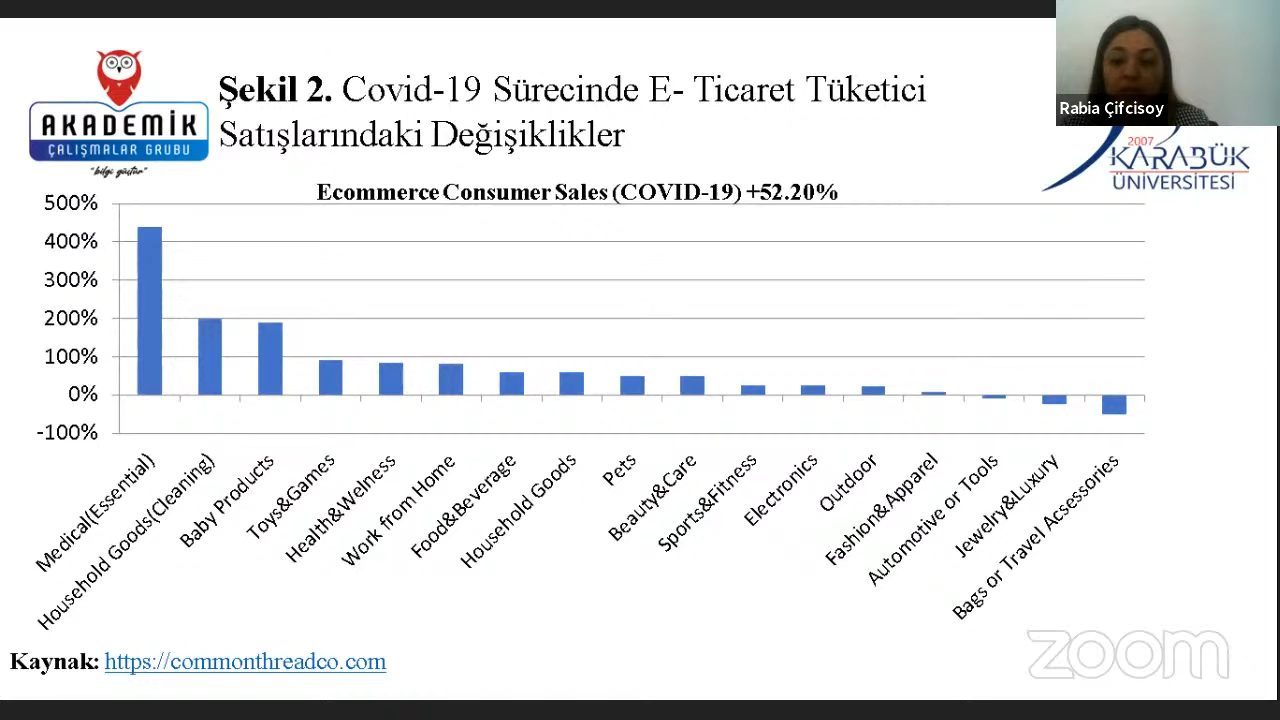 Şekil 2. Covid-19 Sürecinde E- Ticaret Tüketici
Satışlarındaki Değişiklikler
AKADEMİK
ÇALIŞMALAR GRUBU
"bilgi güçtür"
Rabia Çifcisoy
2007
KARABÜK
ÜNİVERSİTESİ
Ecommerce Consumer Sales (COVID-19) +52.20%
500%
400%
300%
200%
100%
0%
-100%
Medical(Essential)
Household Goods(Cleaning)
Baby Products
Toys&Games
Health&Welness
Work from Home
Food&Beverage
Household Goods
Pets
Beauty&Care
Sports&Fitness
Electronics
Outdoor
Fashion&Apparel
Automotive or Tools
Jewelry&Luxury
Bags or Travel Acsessories
Kaynak: https://commonthreadco.com
zoom